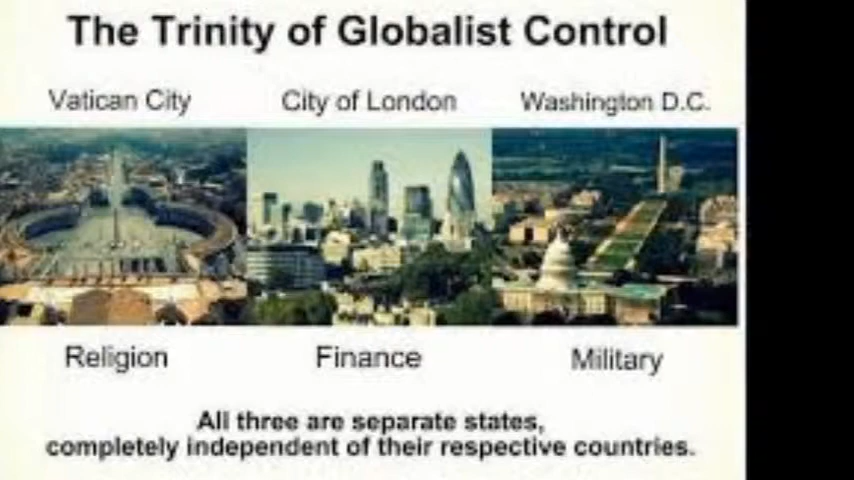 The Trinity of Globalist Control
Vatican City City of London Washington D.C.
Religion Finance Military
All three are separate states,
completely independent of their respective countries.